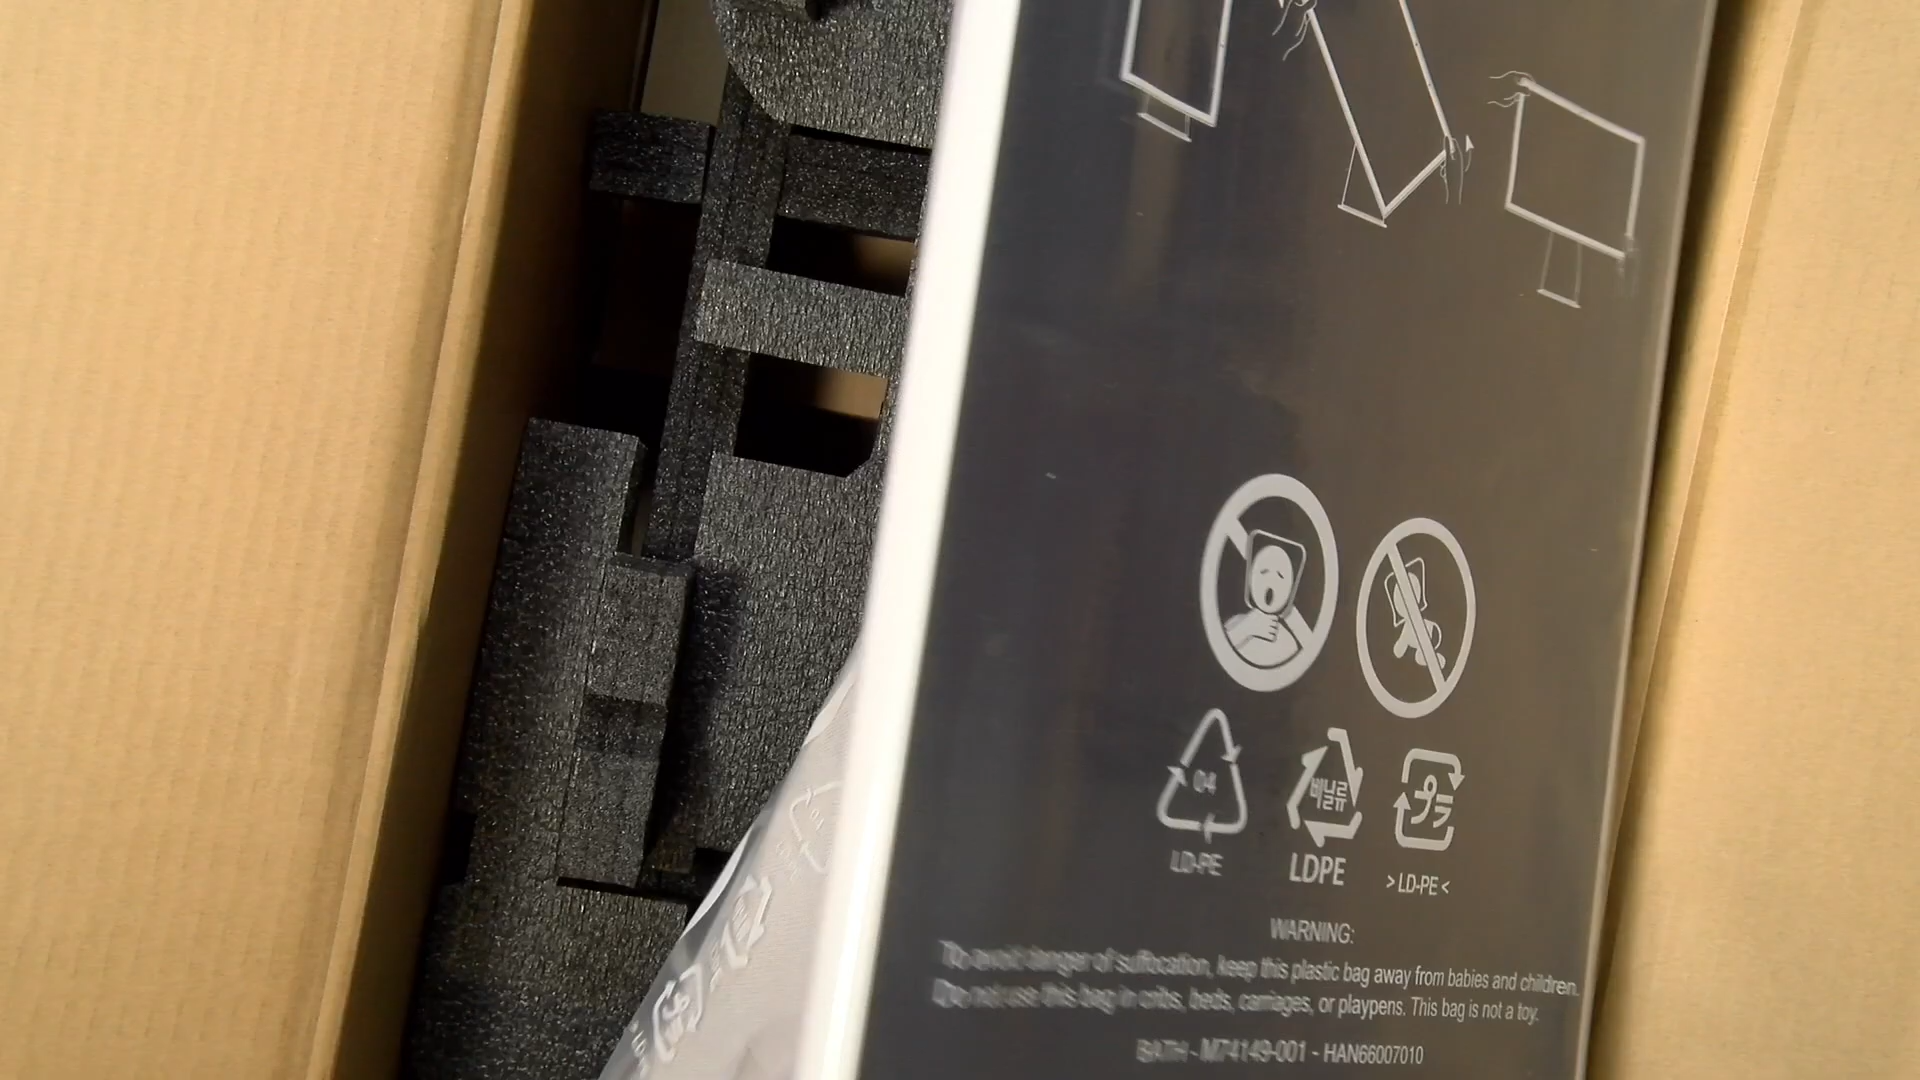 04
비닐류
プラ
LD-PE
LDPE
>LD-PE<
WARNING:
To avoid danger of suffocation, keep this plastic bag away from babies and children.
Do not use this bag in cribs, beds, carriages, or playpens. This bag is not a toy.
BATH - M74149-001 - HAN66007010